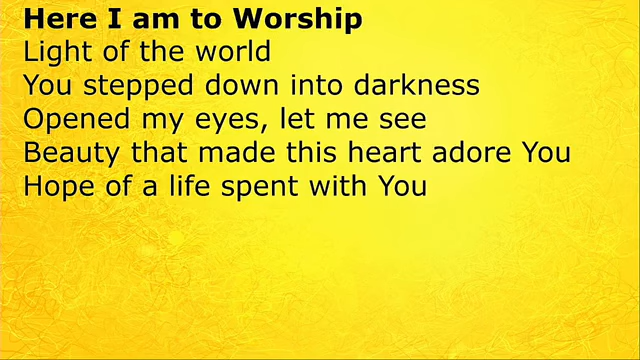 Here I am to Worship
Light of the world
You stepped down into darkness
Opened my eyes, let me see
Beauty that made this heart adore You
Hope of a life spent with You